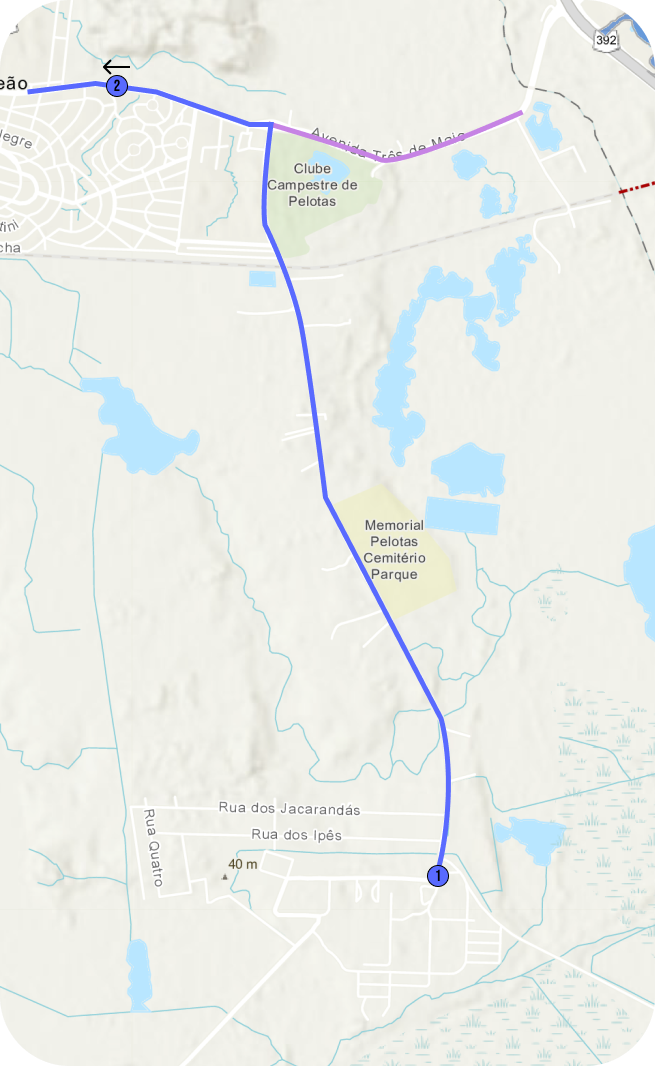 392
2
eão
legre
Avenida Três de Maio
Clube
Campestre de
Pelotas
fini
cha
Memorial
Pelotas
Cemitério
Parque
Rua dos Jacarandás
Rua dos Ipês
Rua Quatro
40 m
1